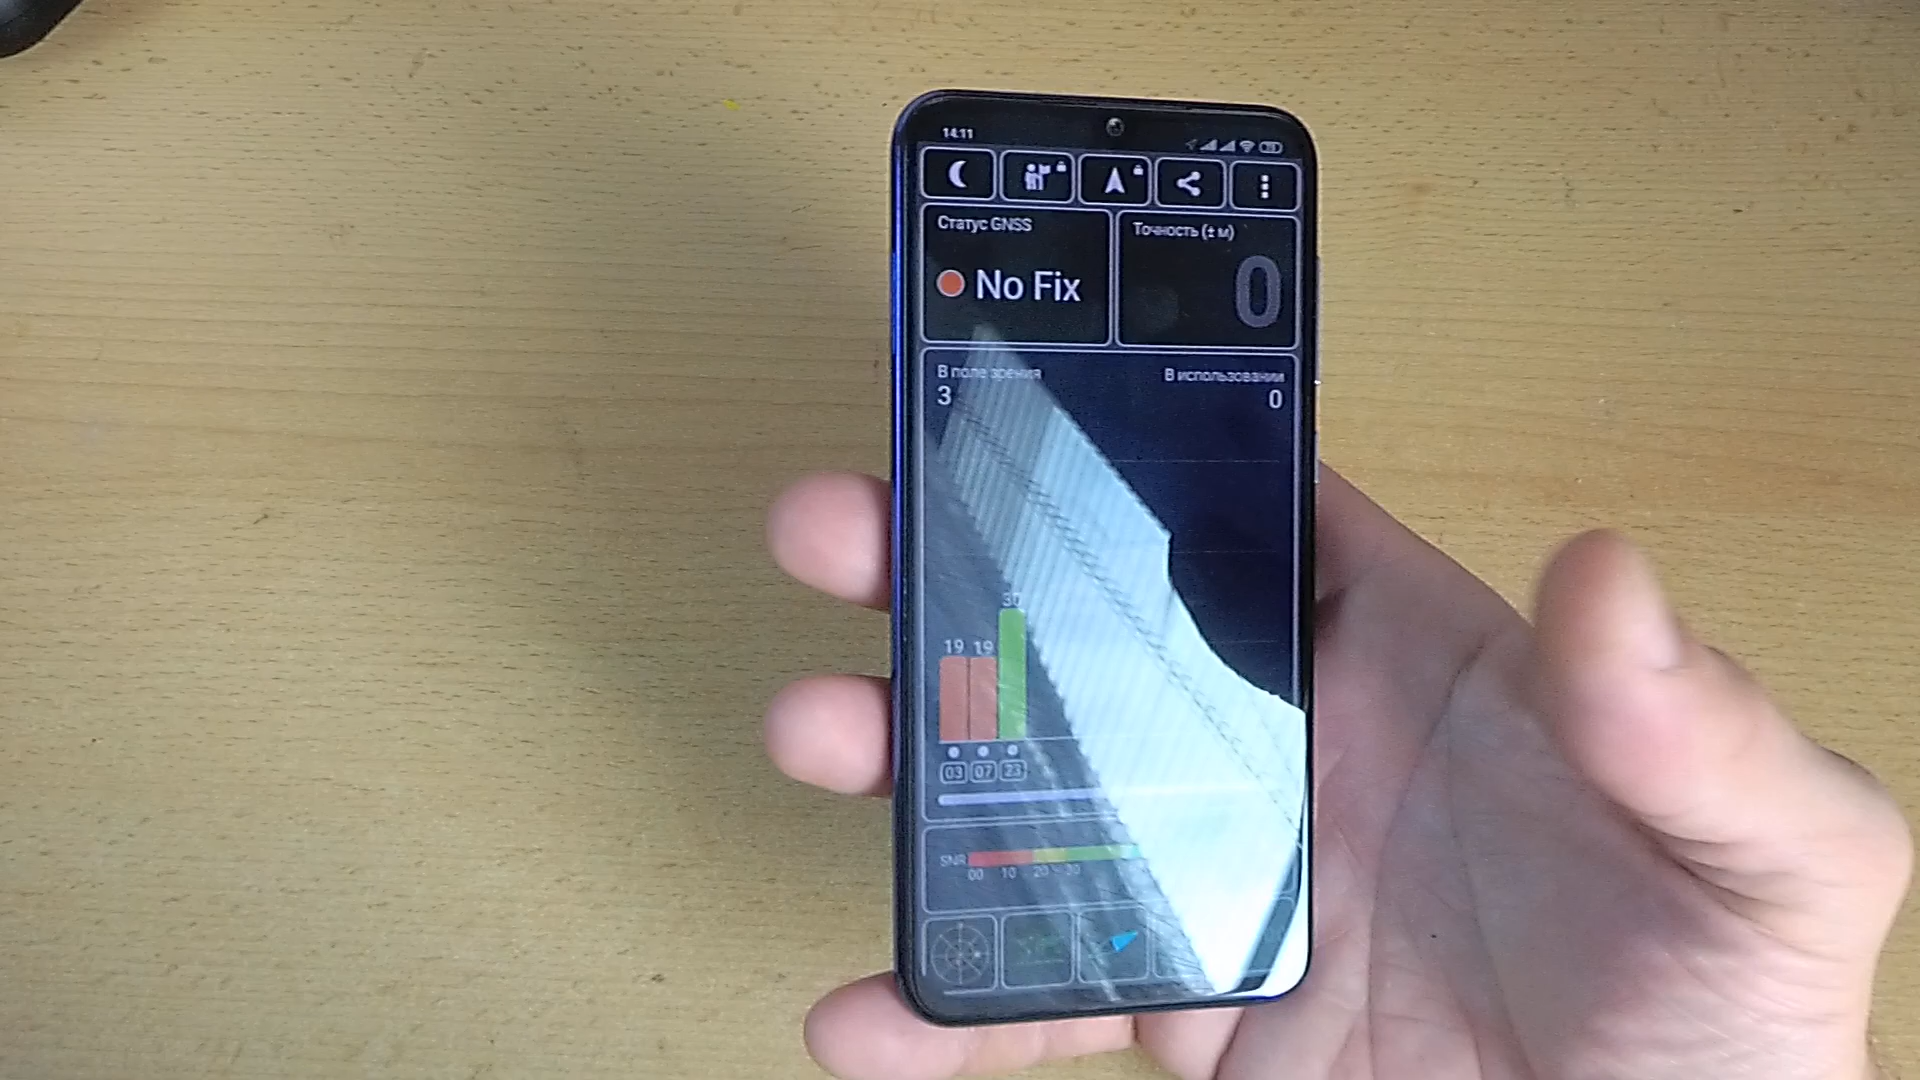 14:11
Статус GNSS
Точность (± м)
No Fix
0
В поле зрения
В использовании
3
0
19 19
03 07 23
SNR
00 10 20 30